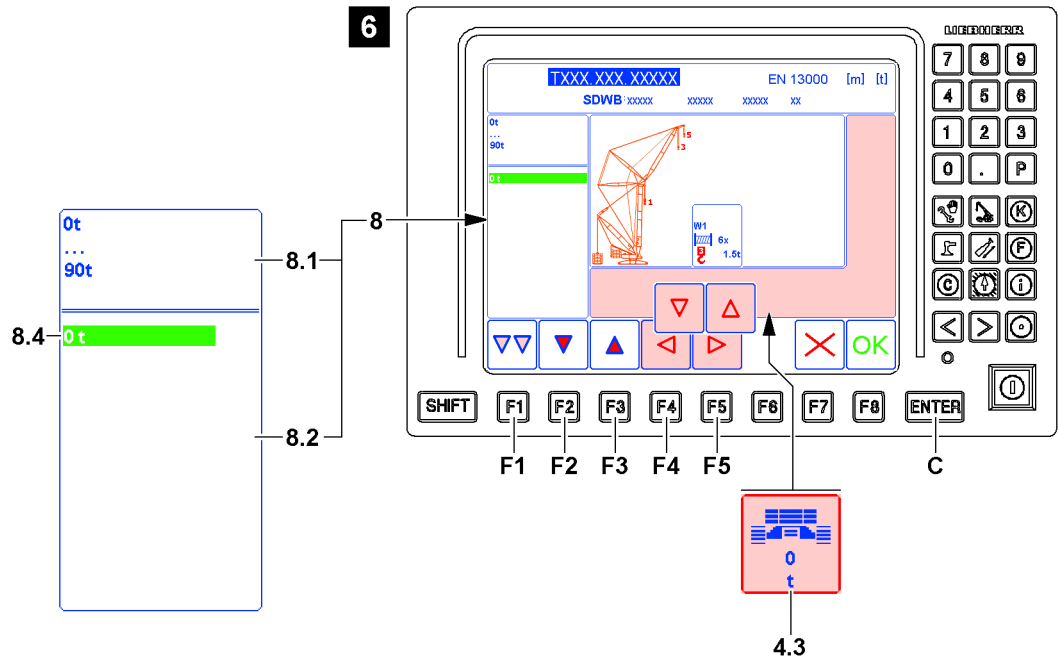 6
LIEBHERR
TXXX.XXX.XXXXX EN 13000 [m] [t]
SDWB: xxxxx xxxxx xxxxx xx
0t
...
90t
0 t
5
3
1
W1
6x
3
1.5t
OK
7 8 9
4 5 6
1 2 3
0 . P
K
F
C i
SHIFT F1 F2 F3 F4 F5 F6 F7 F8 ENTER
F1 F2 F3 F4 F5 C
0t
...
90t
0 t
8
8.1
8.4
8.2
0
t
4.3